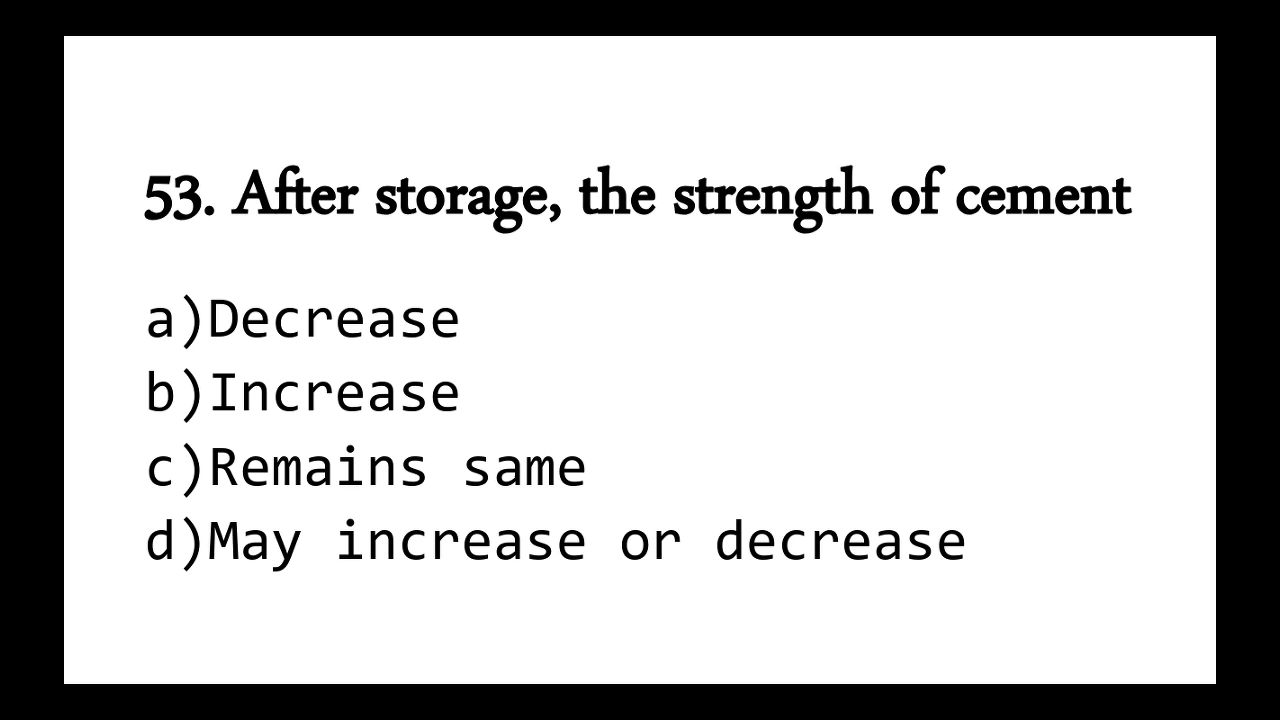 53. After storage, the strength of cement
a)Decrease
b)Increase
c)Remains same
d)May increase or decrease